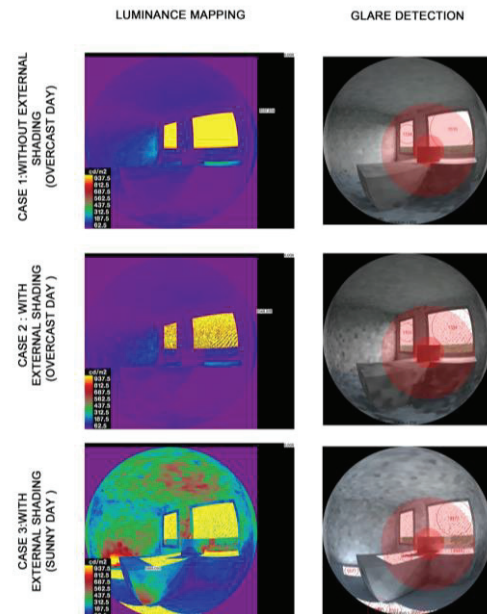 LUMINANCE MAPPING
GLARE DETECTION
CASE 1:WITHOUT EXTERNAL
SHADING
(OVERCAST DAY)
cd/m2
937.5
812.5
687.5
562.5
437.5
312.5
187.5
62.5
CASE 2 : WITH
EXTERNAL SHADING
(OVERCAST DAY )
cd/m2
937.5
812.5
687.5
562.5
437.5
312.5
187.5
62.5
CASE 3:WITH
EXTERNAL SHADING
(SUNNY DAY )
cd/m2
937.5
812.5
687.5
562.5
437.5
312.5
187.5